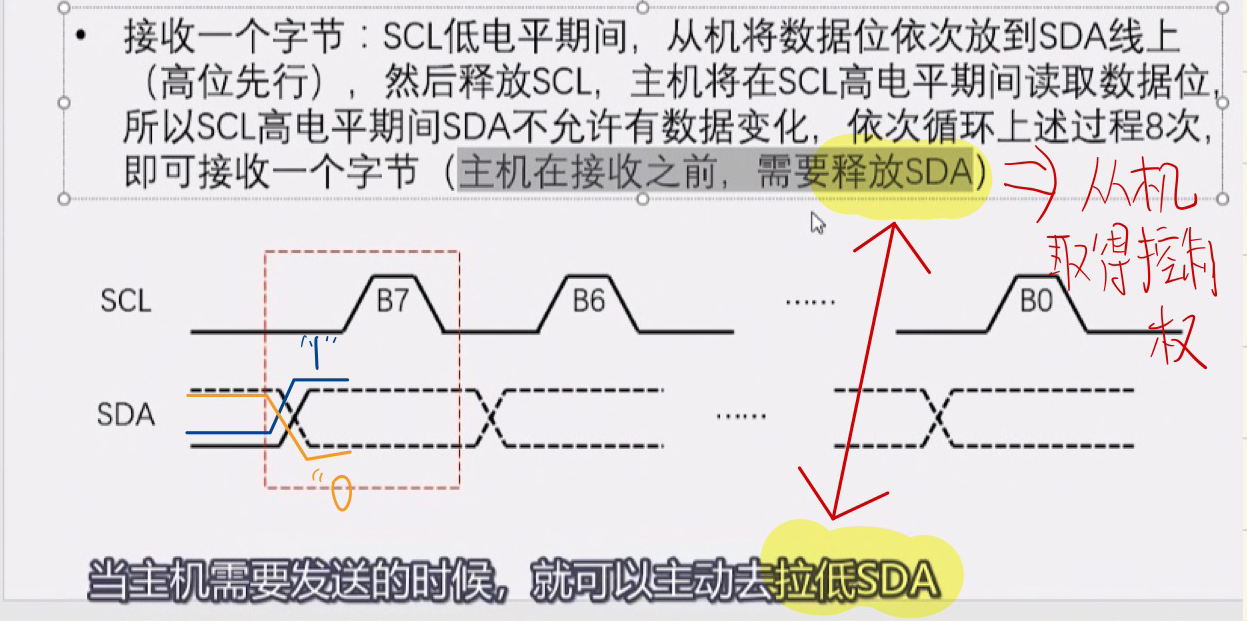 • 接收一个字节：SCL低电平期间，从机将数据位依次放到SDA线上
（高位先行），然后释放SCL，主机将在SCL高电平期间读取数据位，
所以SCL高电平期间SDA不允许有数据变化，依次循环上述过程8次，
即可接收一个字节（主机在接收之前，需要释放SDA）
⇒ 从机
取得控制
权
SCL B7 B6 …… B0
"1"
SDA ……
"0
当主机需要发送的时候，就可以主动去拉低SDA